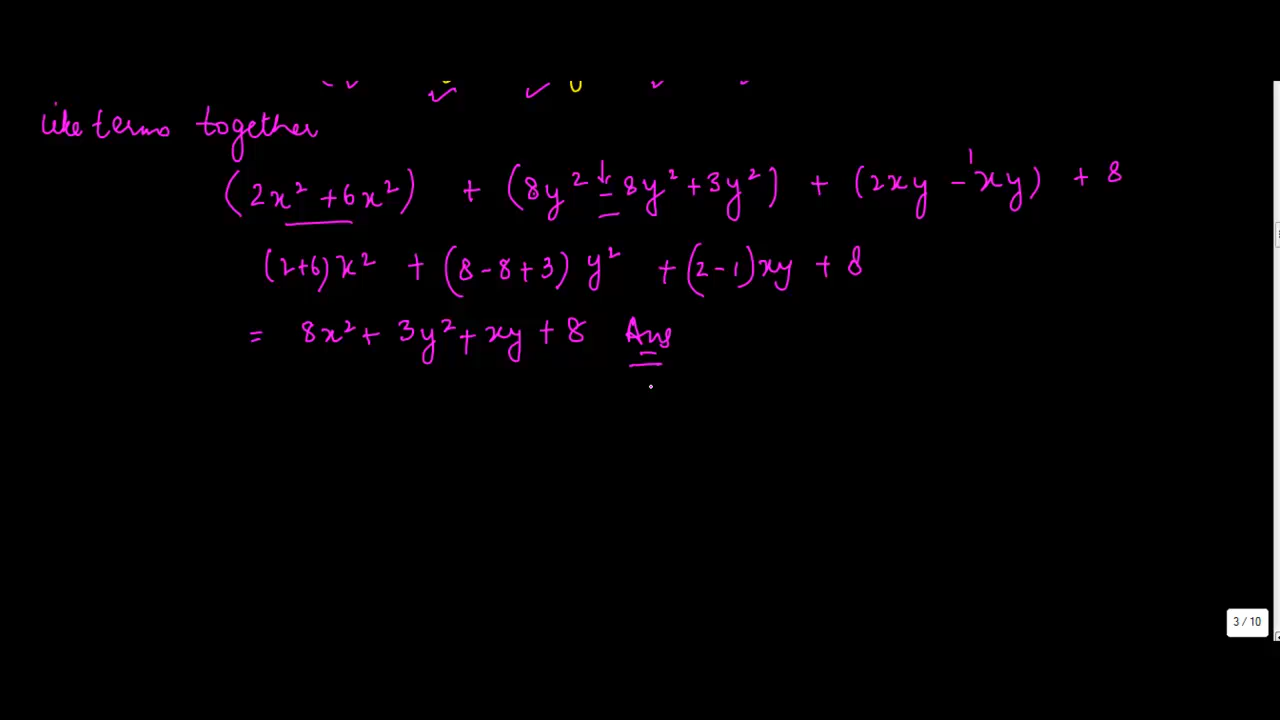 like terms together
(2x² + 6x²) + (8y² - 8y² + 3y²) + (2xy - 1xy) + 8
(2+6)x² + (8-8+3) y² + (2-1)xy + 8
= 8x² + 3y² + xy + 8 Ans
3 / 10